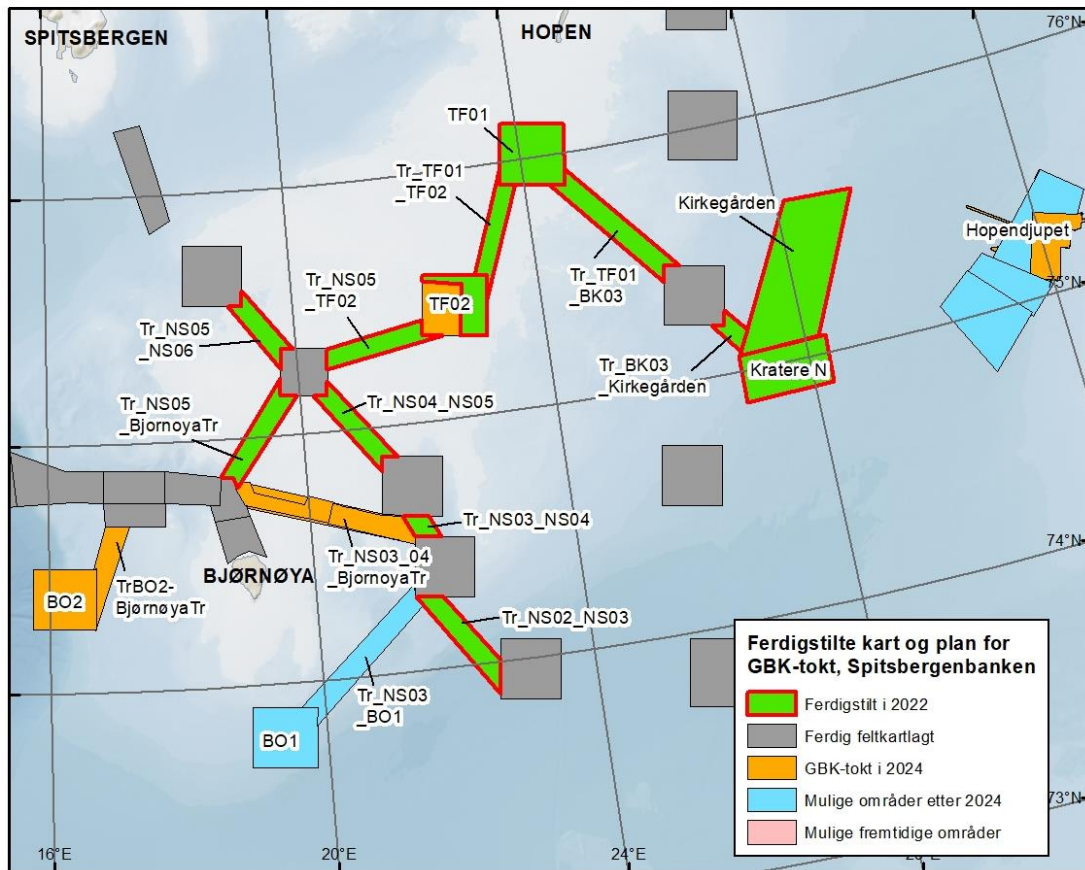 SPITSBERGEN
HOPEN
76°N
TF01
Tr_TF01
_TF02
Kirkegården
Hopendjupet
75°N
Tr_NS05
_TF02
TF02
Tr_TF01
_BK03
Tr_NS05
_NS06
Tr_BK03
_Kirkegården
Kratere N
Tr_NS05
_BjornoyaTr
Tr_NS04_NS05
Tr_NS03_NS04
74°N
Tr_NS03_04
_BjornoyaTr
BJØRNØYA
TrBO2-
BjørnøyaTr
BO2
Tr_NS02_NS03
Tr_NS03
_BO1
BO1
Ferdigstilte kart og plan for
GBK-tokt, Spitsbergenbanken
Ferdigstilt i 2022
Ferdig feltkartlagt
GBK-tokt i 2024
Mulige områder etter 2024
Mulige fremtidige områder
73°N
16°E
20°E
24°E